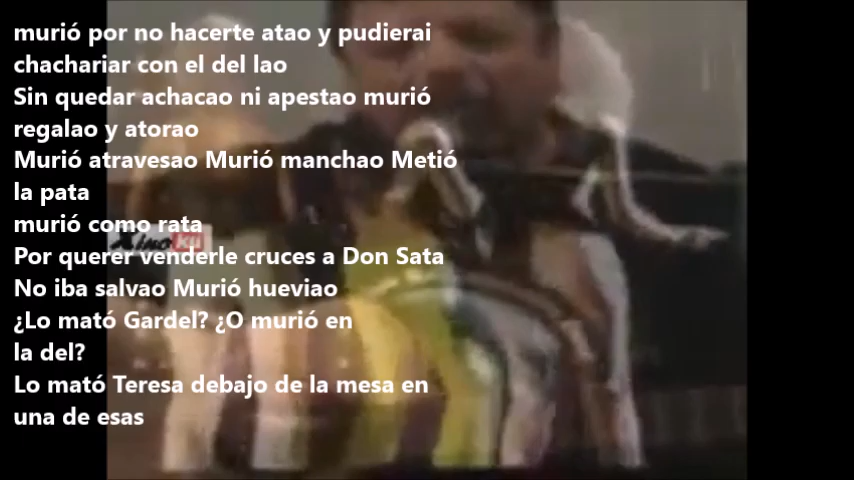 murió por no hacerte atao y pudierai
chachariar con el del lao
Sin quedar achacao ni apestao murió
regalao y atorao
Murió atravesao Murió manchao Metió
la pata
murió como rata
Por querer venderle cruces a Don Sata
No iba salvao Murió hueviao
¿Lo mató Gardel? ¿O murió en
la del?
Lo mató Teresa debajo de la mesa en
una de esas